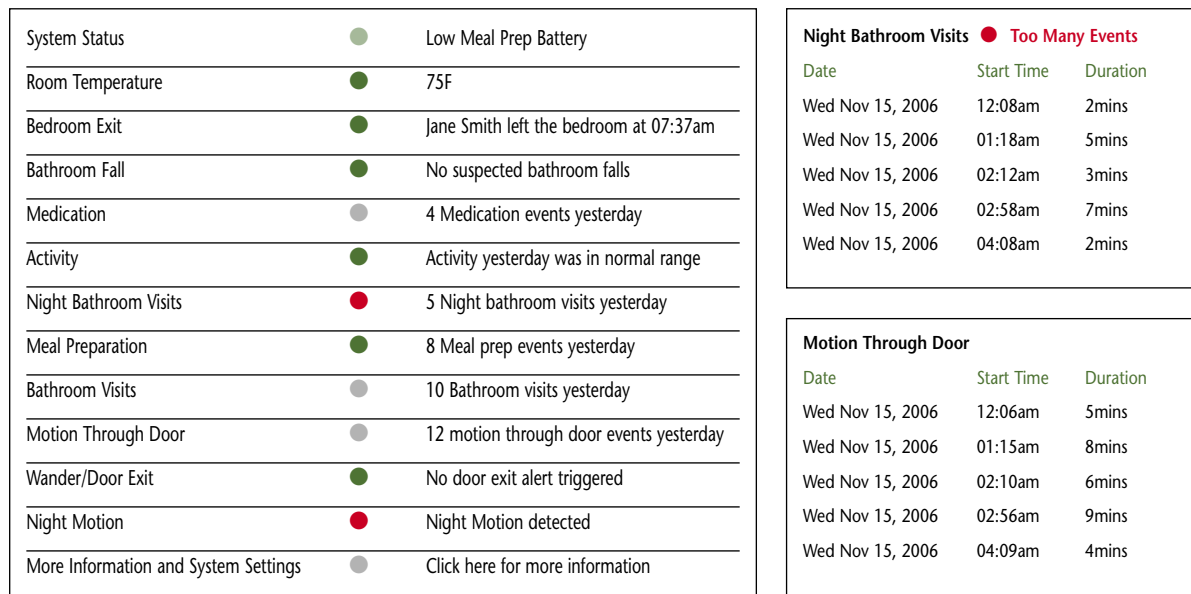 System Status Low Meal Prep Battery
Room Temperature 75F
Bedroom Exit Jane Smith left the bedroom at 07:37am
Bathroom Fall No suspected bathroom falls
Medication 4 Medication events yesterday
Activity Activity yesterday was in normal range
Night Bathroom Visits 5 Night bathroom visits yesterday
Meal Preparation 8 Meal prep events yesterday
Bathroom Visits 10 Bathroom visits yesterday
Motion Through Door 12 motion through door events yesterday
Wander/Door Exit No door exit alert triggered
Night Motion Night Motion detected
More Information and System Settings Click here for more information
Night Bathroom Visits Too Many Events
Date Start Time Duration
Wed Nov 15, 2006 12:08am 2mins
Wed Nov 15, 2006 01:18am 5mins
Wed Nov 15, 2006 02:12am 3mins
Wed Nov 15, 2006 02:58am 7mins
Wed Nov 15, 2006 04:08am 2mins
Motion Through Door
Date Start Time Duration
Wed Nov 15, 2006 12:06am 5mins
Wed Nov 15, 2006 01:15am 8mins
Wed Nov 15, 2006 02:10am 6mins
Wed Nov 15, 2006 02:56am 9mins
Wed Nov 15, 2006 04:09am 4mins